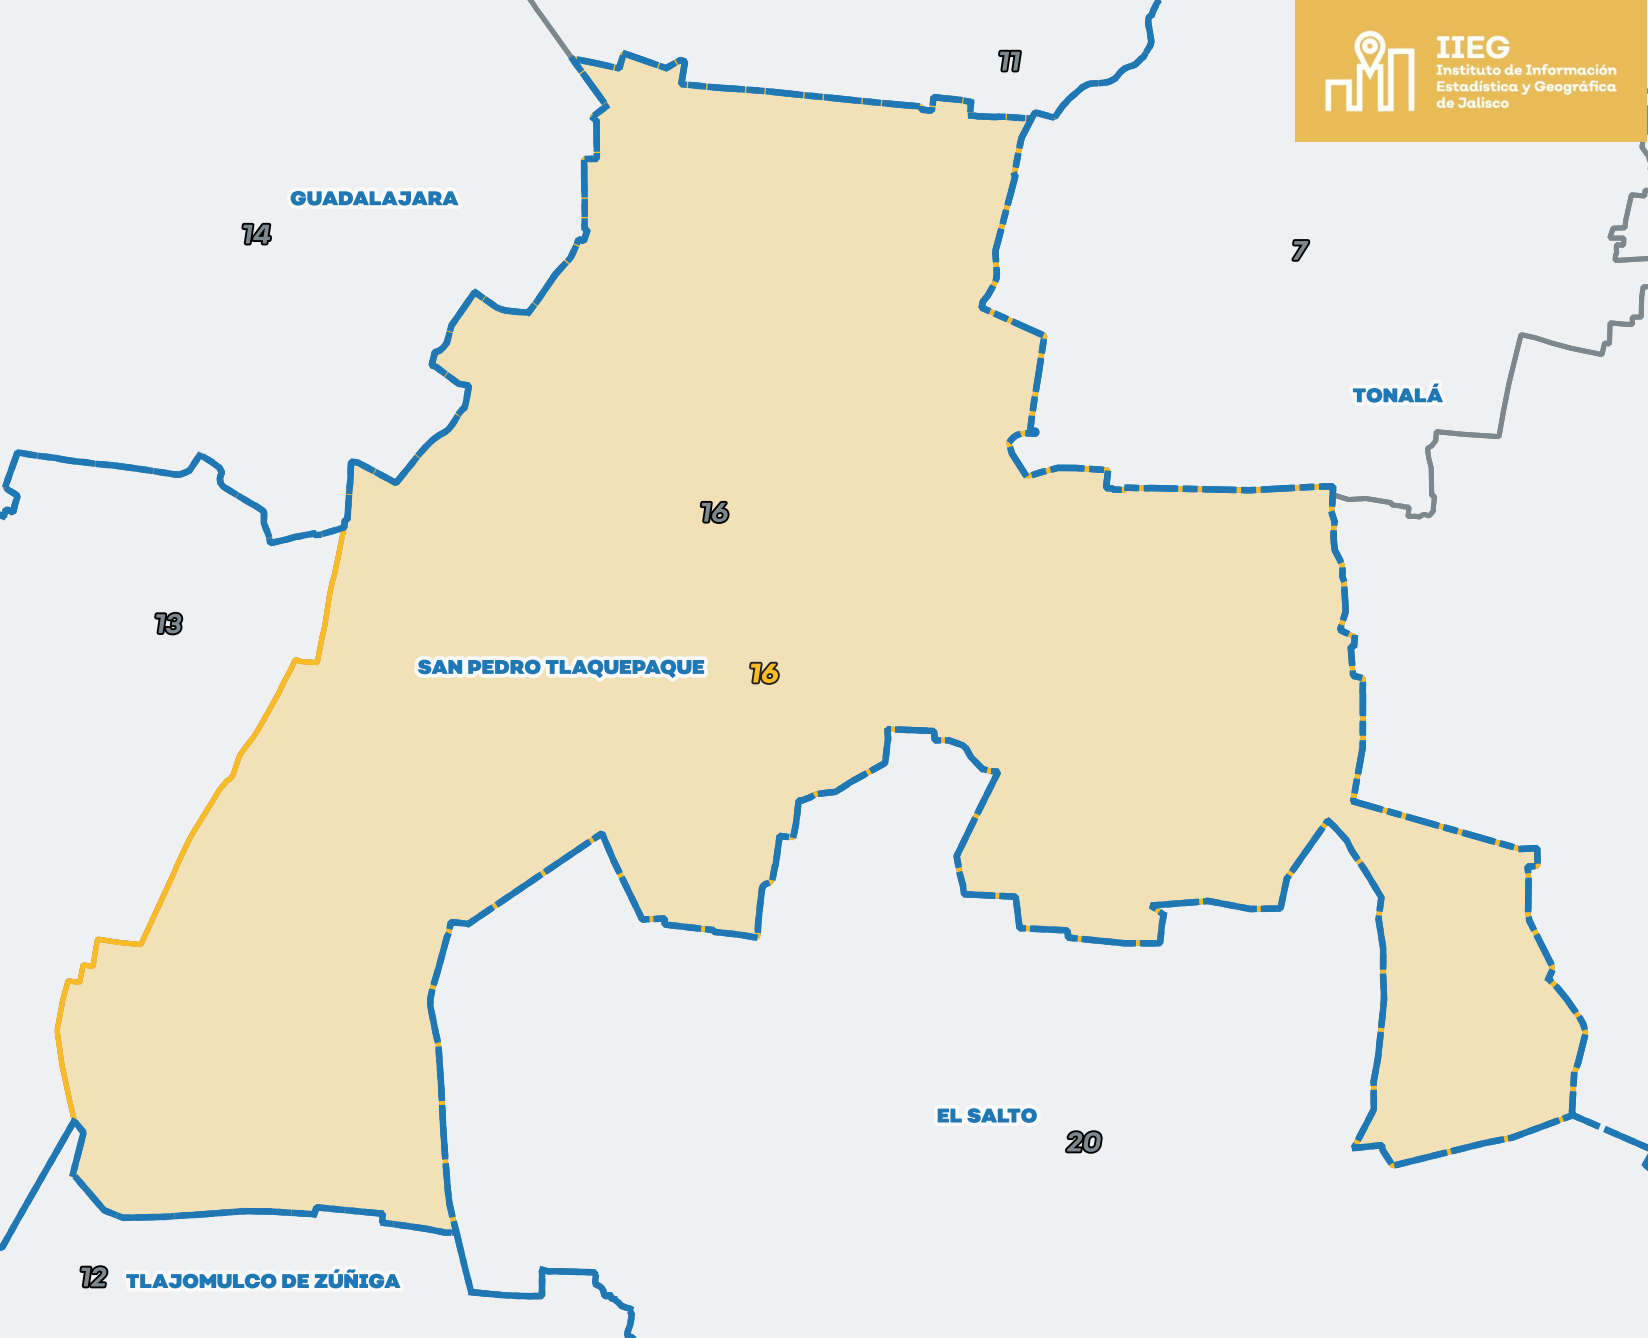 11
IIEG
Instituto de Información
Estadística y Geográfica
de Jalisco
GUADALAJARA
14
7
TONALÁ
16
13
SAN PEDRO TLAQUEPAQUE 16
EL SALTO
20
12 TLAJOMULCO DE ZÚÑIGA